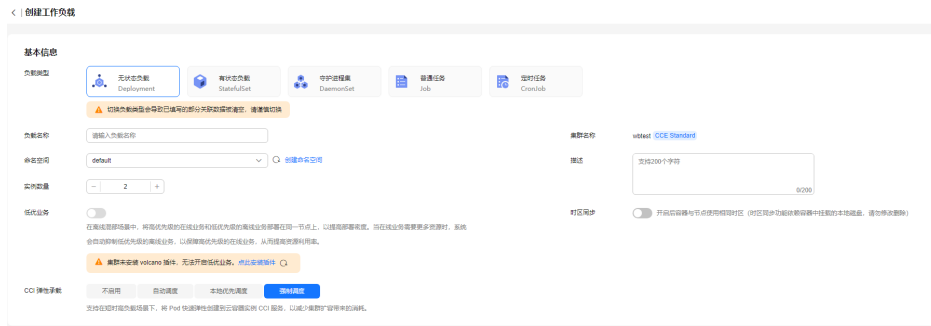 创建工作负载
基本信息
负载类型
无状态负载
Deployment
有状态负载
StatefulSet
守护进程集
DaemonSet
普通任务
Job
定时任务
CronJob
切换负载类型会导致已填写的部分关联数据被清空，请谨慎切换
负载名称
请输入负载名称
集群名称
wbtest CCE Standard
命名空间
default
创建命名空间
描述
支持200个字符
0/200
实例数量
− 2 +
低优业务
时区同步
开启后容器与节点使用相同时区（时区同步功能依赖容器中挂载的本地磁盘，请勿修改删除）
在离线混部场景中，将高优先级的在线业务和低优先级的离线业务部署在同一节点上，以提高部署密度。当在线业务需要更多资源时，系统
会自动抑制低优先级的离线业务，以保障高优先级的在线业务，从而提高资源利用率。
集群未安装 volcano 插件，无法开启低优业务。点此安装插件
CCI 弹性承载
不启用
自动调度
本地优先调度
强制调度
支持在短时高负载场景下，将 Pod 快速弹性创建到云容器实例 CCI 服务，以减少集群扩容带来的消耗。